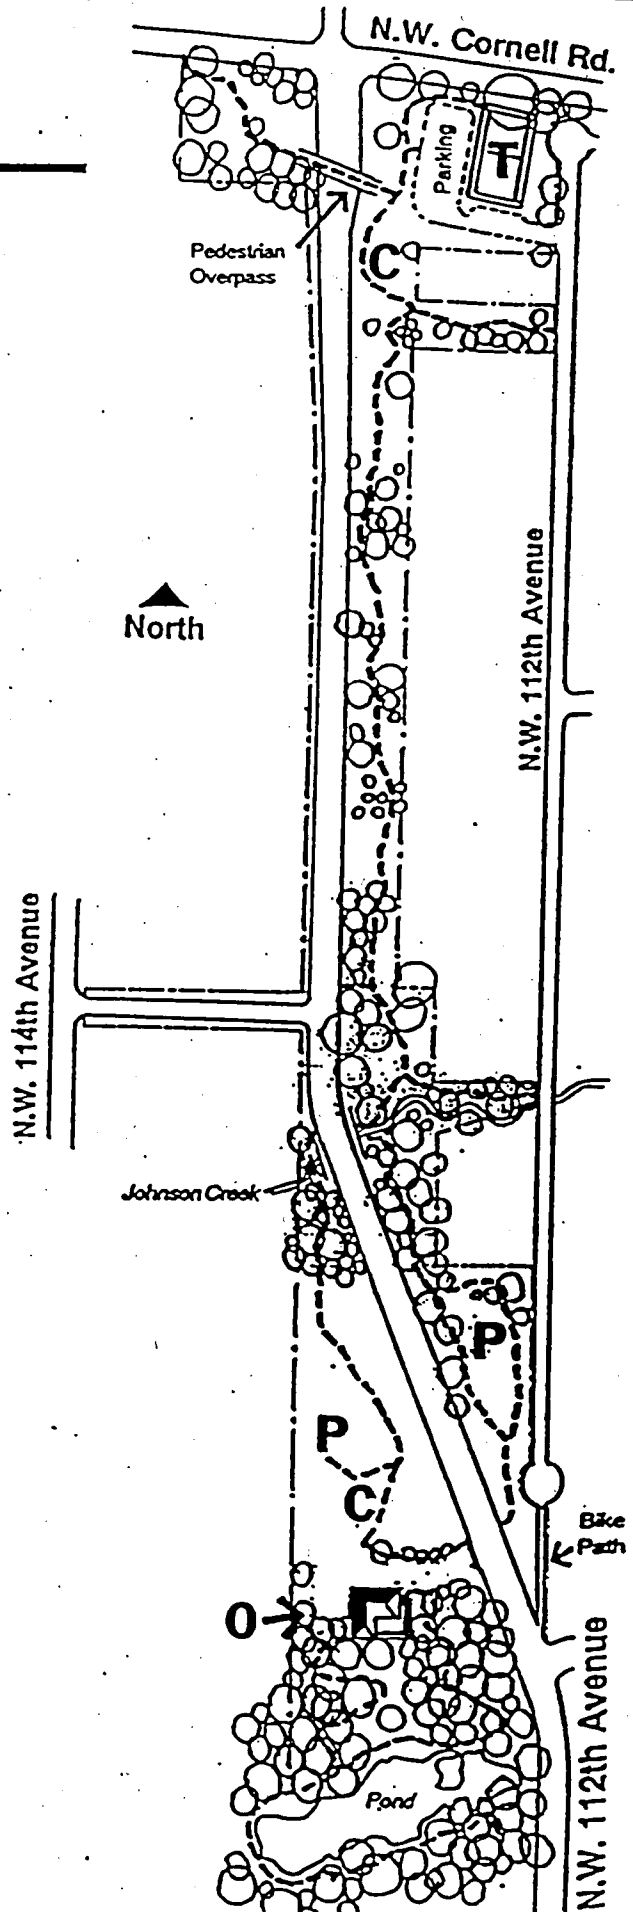 N.W. Cornell Rd.
Parking
T
Pedestrian
Overpass
C
North
N.W. 112th Avenue
N.W. 114th Avenue
Johnson Creek
P
P
C
Bike
Path
O
Pond
N.W. 112th Avenue